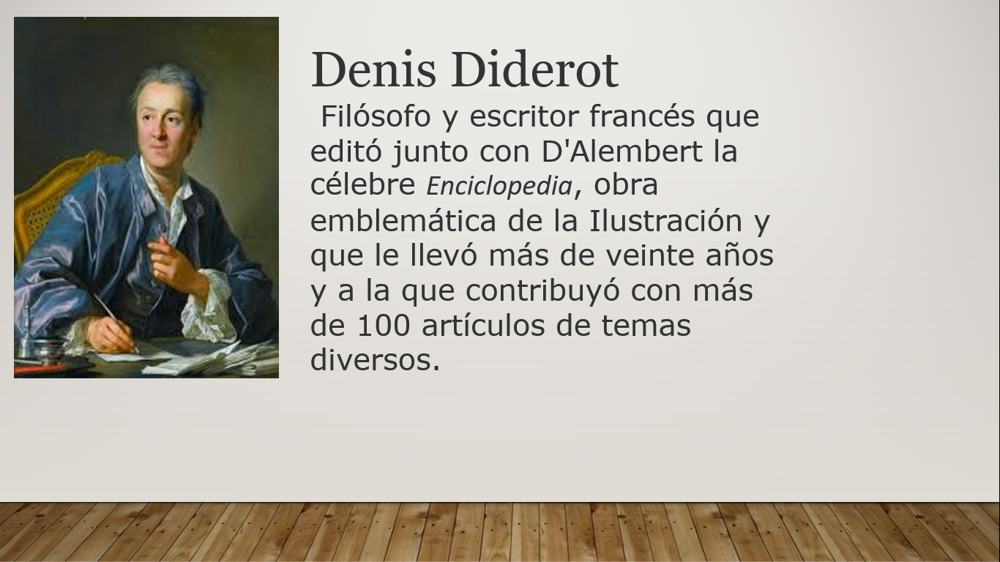 Denis Diderot
Filósofo y escritor francés que
editó junto con D'Alembert la
célebre Enciclopedia, obra
emblemática de la Ilustración y
que le llevó más de veinte años
y a la que contribuyó con más
de 100 artículos de temas
diversos.